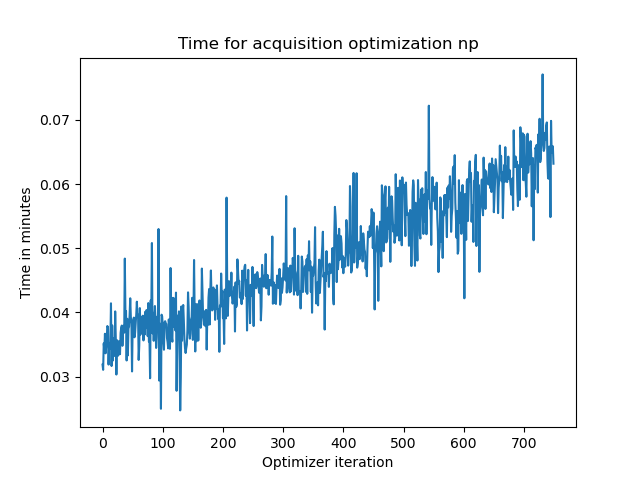 Time for acquisition optimization np
0.07
0.06
0.05
0.04
0.03
Time in minutes
0 100 200 300 400 500 600 700
Optimizer iteration